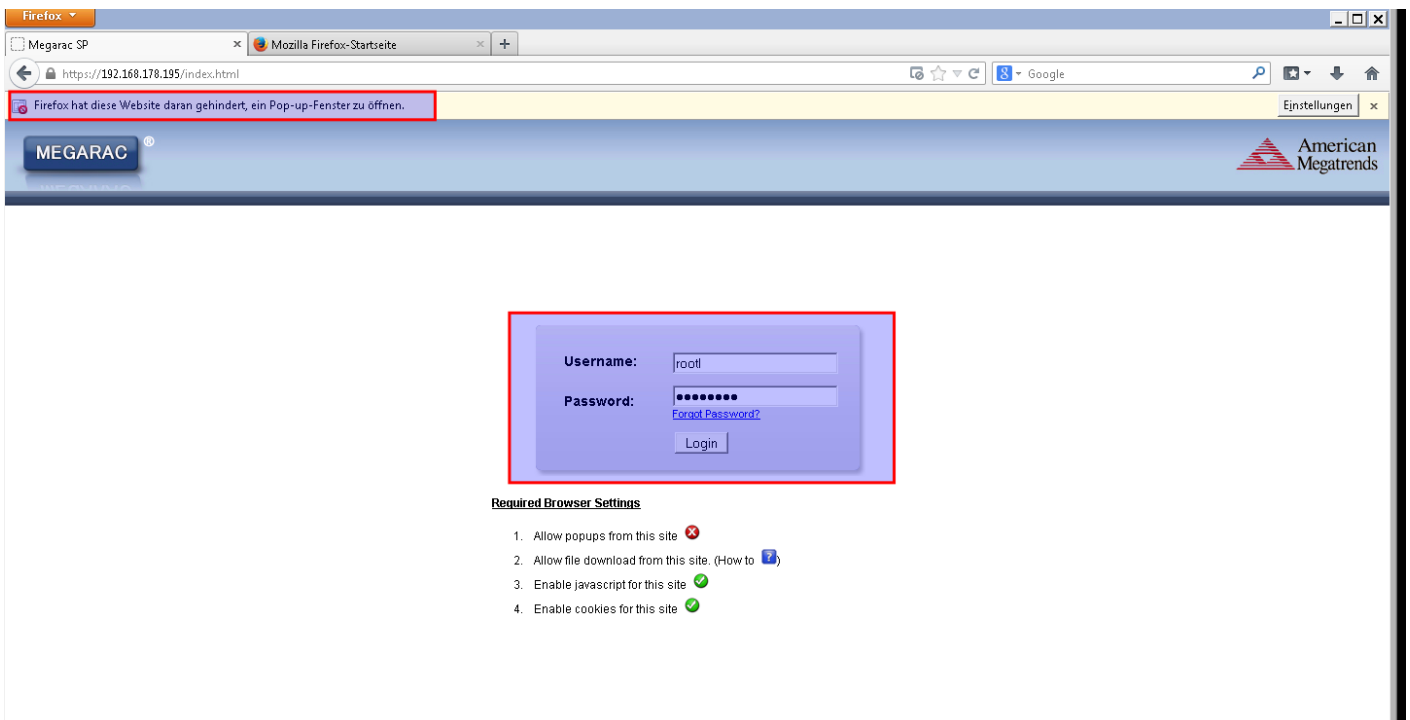 Firefox
Megarac SP
Mozilla Firefox-Startseite
https://192.168.178.195/index.html
Google
Firefox hat diese Website daran gehindert, ein Pop-up-Fenster zu öffnen.
Einstellungen
MEGARAC ®
American
Megatrends
Username:
rootl
Password:
Forgot Password?
Login
Required Browser Settings
1. Allow popups from this site
2. Allow file download from this site. (How to ?)
3. Enable javascript for this site
4. Enable cookies for this site